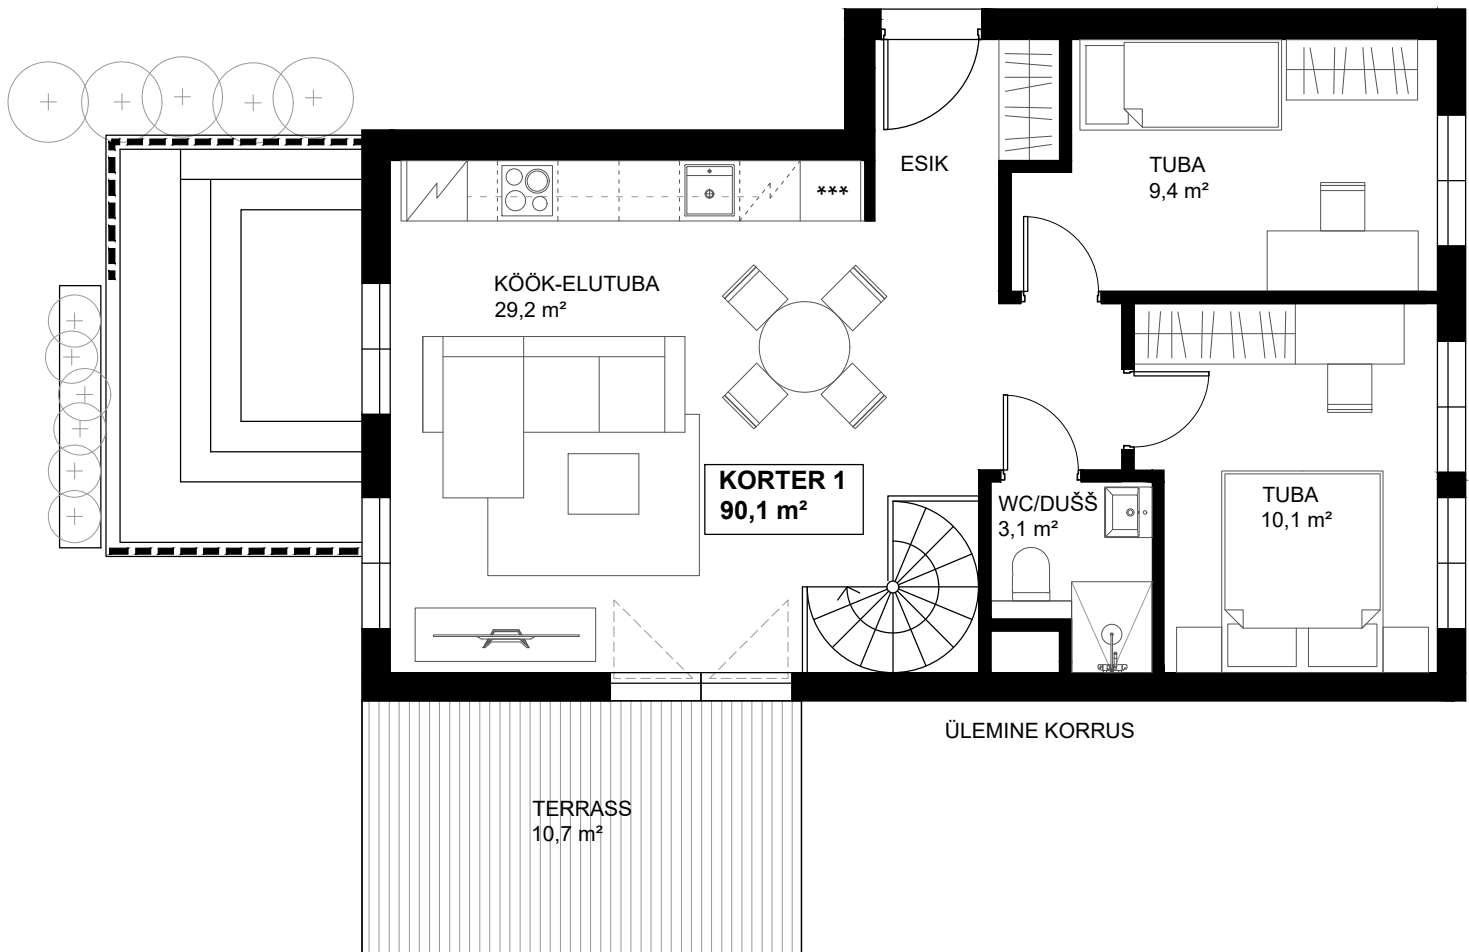 ESIK
TUBA
9,4 m²
***
KÖÖK-ELUTUBA
29,2 m²
KORTER 1
90,1 m²
WC/DUŠŠ
3,1 m²
TUBA
10,1 m²
ÜLEMINE KORRUS
TERRASS
10,7 m²